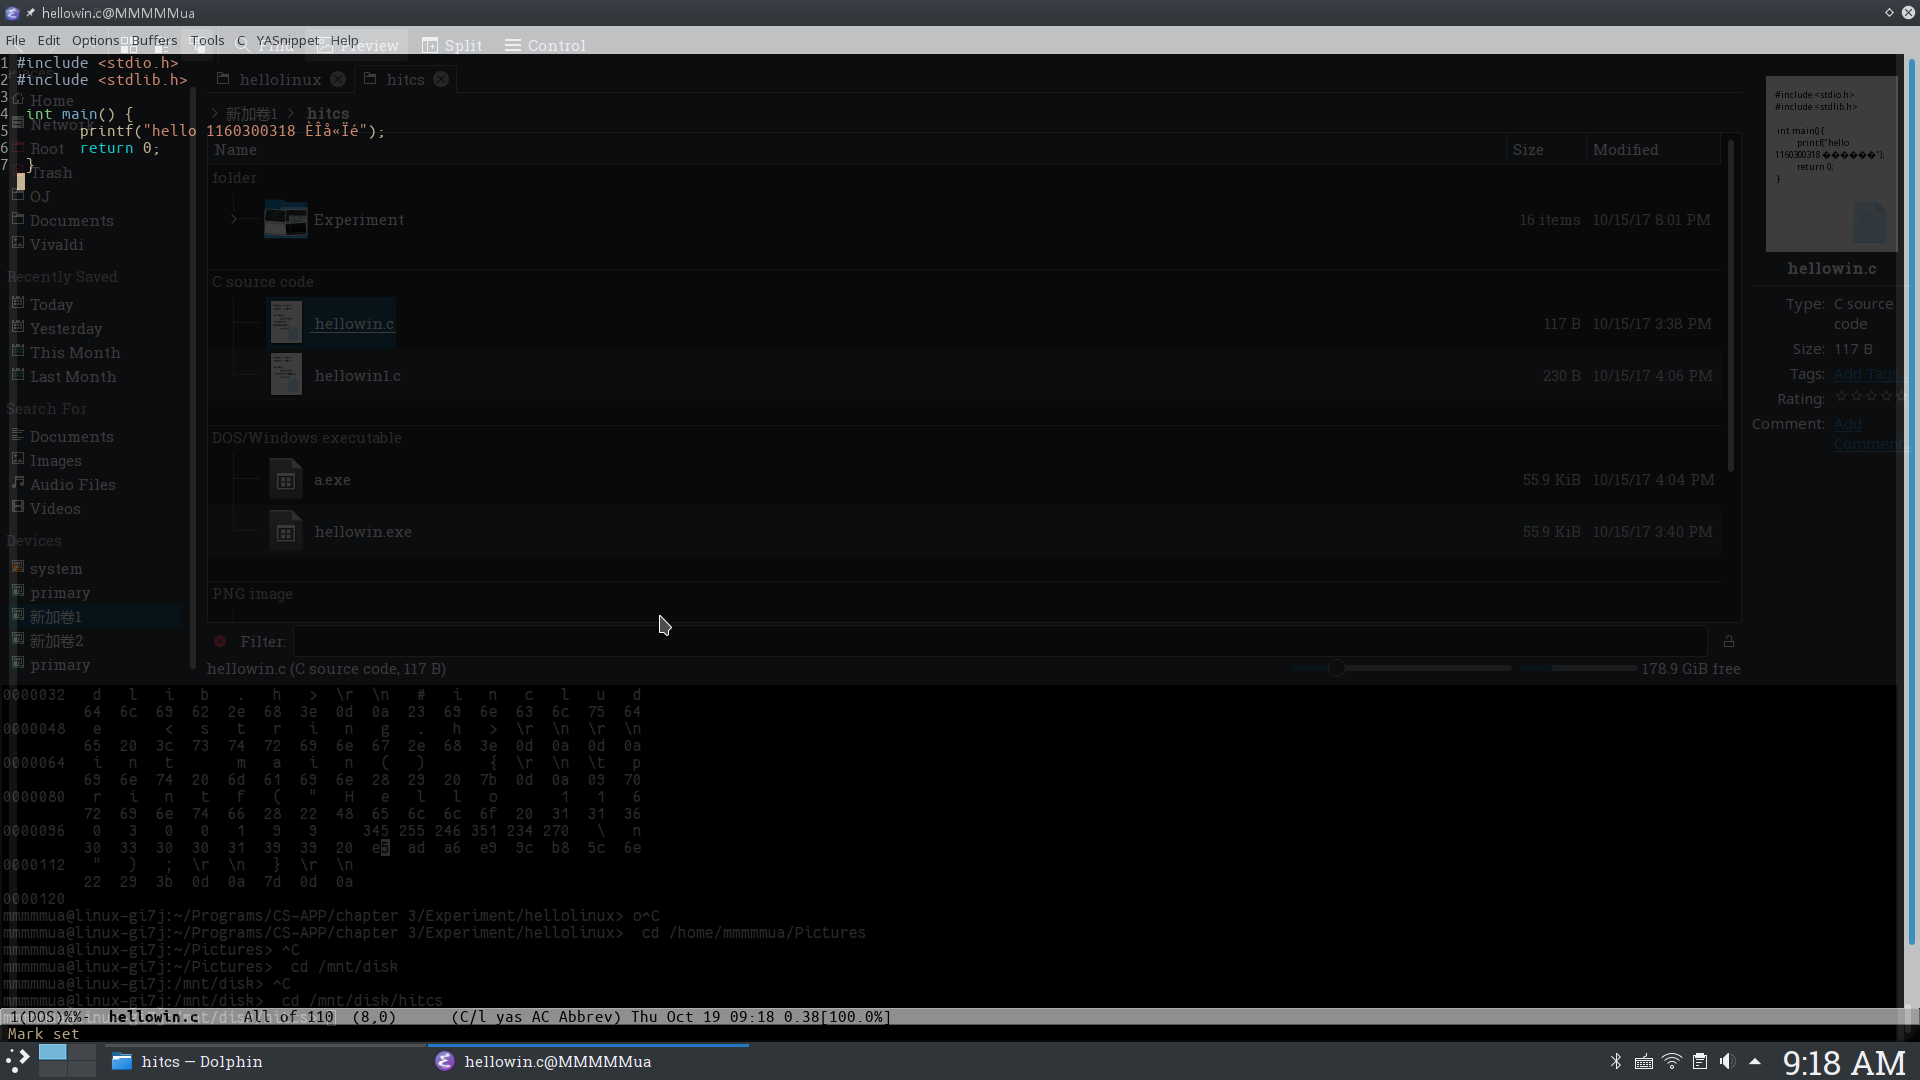 hellowin.c@MMMMMua
File Edit Options Buffers Tools C YASnippet Help
Find Preview Split Control
1 #include <stdio.h>
2 #include <stdlib.h>
3
4 int main() {
5 printf("hello 1160300318 ÈÎå«Ïé");
6 return 0;
7 }
Home
Network
Root
Trash
OJ
Documents
Vivaldi
Recently Saved
Today
Yesterday
This Month
Last Month
Search For
Documents
Images
Audio Files
Videos
Devices
system
primary
新加卷1
新加卷2
primary
hellolinux hitcs
> 新加卷1 > hitcs
Name Size Modified
folder
Experiment 16 items 10/15/17 8:01 PM
C source code
hellowin.c 117 B 10/15/17 3:38 PM
hellowin1.c 230 B 10/15/17 4:06 PM
DOS/Windows executable
a.exe 55.9 KiB 10/15/17 4:04 PM
hellowin.exe 55.9 KiB 10/15/17 3:40 PM
PNG image
Filter:
hellowin.c (C source code, 117 B) 178.9 GiB free
#include <stdio.h>
#include <stdlib.h>
int main() {
printf("hello
1160300318 ������");
return 0;
}
hellowin.c
Type: C source code
Size: 117 B
Tags: Add Tags...
Rating: ☆☆☆☆☆
Comment: Add Comment...
0000032 d l i b . h > \r \n # i n c l u d
64 6c 69 62 2e 68 3e 0d 0a 23 69 6e 63 6c 75 64
0000048 e < s t r i n g . h > \r \n \r \n
65 20 3c 73 74 72 69 6e 67 2e 68 3e 0d 0a 0d 0a
0000064 i n t m a i n ( ) { \r \n \t p
69 6e 74 20 6d 61 69 6e 28 29 20 7b 0d 0a 09 70
0000080 r i n t f ( " H e l l o 1 1 6
72 69 6e 74 66 28 22 48 65 6c 6c 6f 20 31 31 36
0000096 0 3 0 0 1 9 9 345 255 246 351 234 270 \ n
30 33 30 30 31 39 39 20 e5 ad a6 e9 9c b8 5c 6e
0000112 " ) ; \r \n } \r \n
22 29 3b 0d 0a 7d 0d 0a
0000120
mmmmmua@linux-gi7j:~/Programs/CS-APP/chapter 3/Experiment/hellolinux> o^C
mmmmmua@linux-gi7j:~/Programs/CS-APP/chapter 3/Experiment/hellolinux> cd /home/mmmmmua/Pictures
mmmmmua@linux-gi7j:~/Pictures> ^C
mmmmmua@linux-gi7j:~/Pictures> cd /mnt/disk
mmmmmua@linux-gi7j:/mnt/disk> ^C
mmmmmua@linux-gi7j:/mnt/disk> cd /mnt/disk/hitcs
1(DOS)%%- hellowin.c All of 110 (8,0) (C/l yas AC Abbrev) Thu Oct 19 09:18 0.38[100.0%]
Mark set
hitcs — Dolphin hellowin.c@MMMMMua 9:18 AM